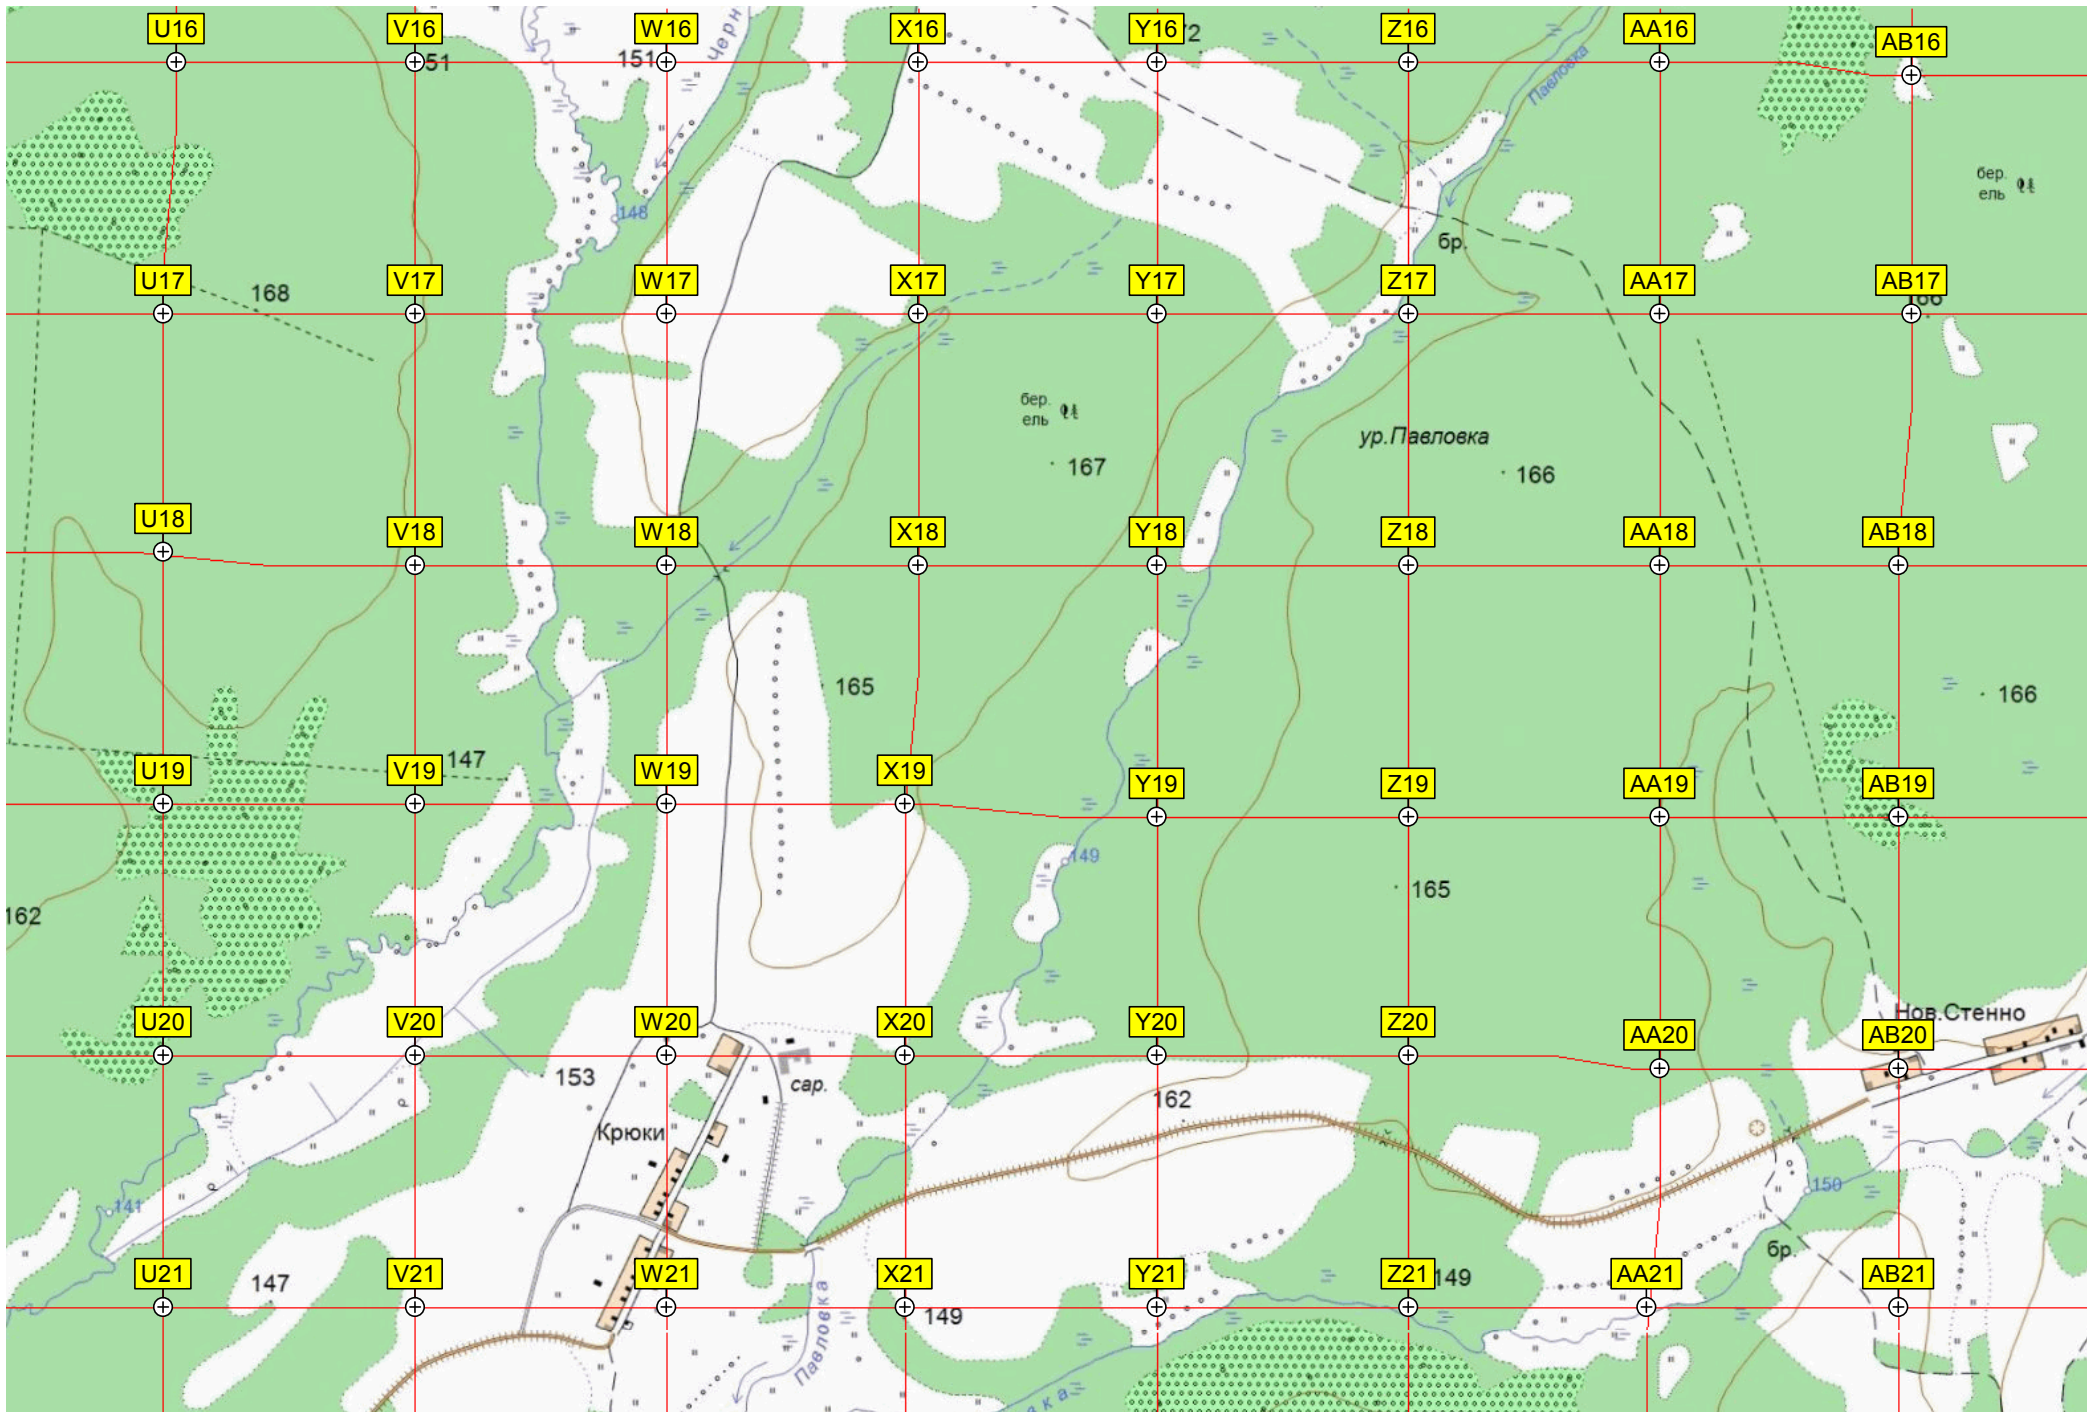 U16 V16 W16 X16 Y16 Z16 AA16 AB16
51 151 Черн 72 Павловка
бер. ель
148
бр.
U17 V17 W17 X17 Y17 Z17 AA17 AB17
168
бер. ель
ур.Павловка
167 166
U18 V18 W18 X18 Y18 Z18 AA18 AB18
165 166
147
U19 V19 W19 X19 Y19 Z19 AA19 AB19
149
165
162
Нов.Стенно
U20 V20 W20 X20 Y20 Z20 AA20 AB20
153 сар. 162
р
Крюки
р
141 150
бр.
U21 V21 W21 X21 Y21 Z21 AA21 AB21
147 149
149
Павловка